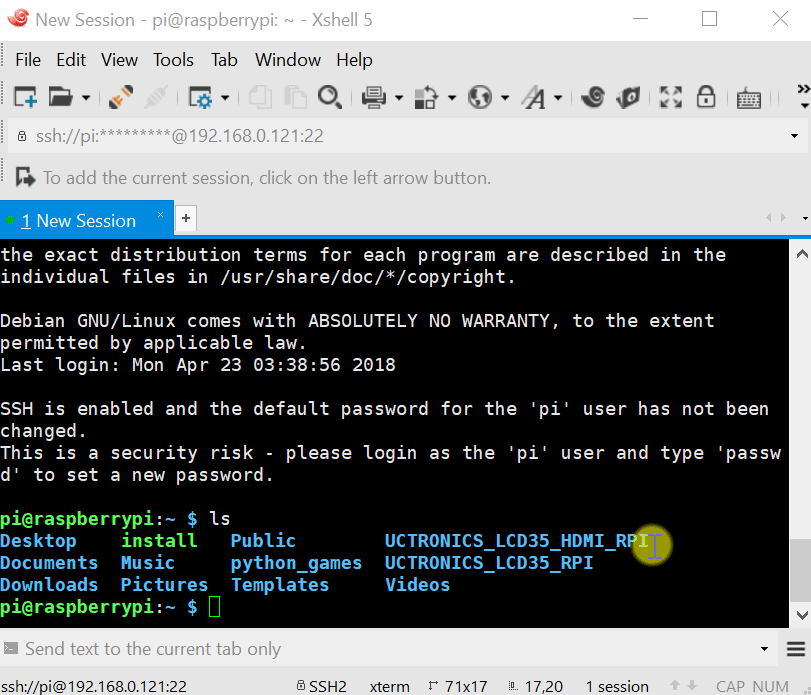 New Session - pi@raspberrypi: ~ - Xshell 5
File Edit View Tools Tab Window Help
ssh://pi:*********@192.168.0.121:22
To add the current session, click on the left arrow button.
1 New Session
the exact distribution terms for each program are described in the
individual files in /usr/share/doc/*/copyright.
Debian GNU/Linux comes with ABSOLUTELY NO WARRANTY, to the extent
permitted by applicable law.
Last login: Mon Apr 23 03:38:56 2018
SSH is enabled and the default password for the 'pi' user has not been
changed.
This is a security risk - please login as the 'pi' user and type 'passw
d' to set a new password.
pi@raspberrypi:~ $ ls
Desktop install Public UCTRONICS_LCD35_HDMI_RPI
Documents Music python_games UCTRONICS_LCD35_RPI
Downloads Pictures Templates Videos
pi@raspberrypi:~ $
Send text to the current tab only
ssh://pi@192.168.0.121:22 SSH2 xterm 71x17 17,20 1 session CAP NUM